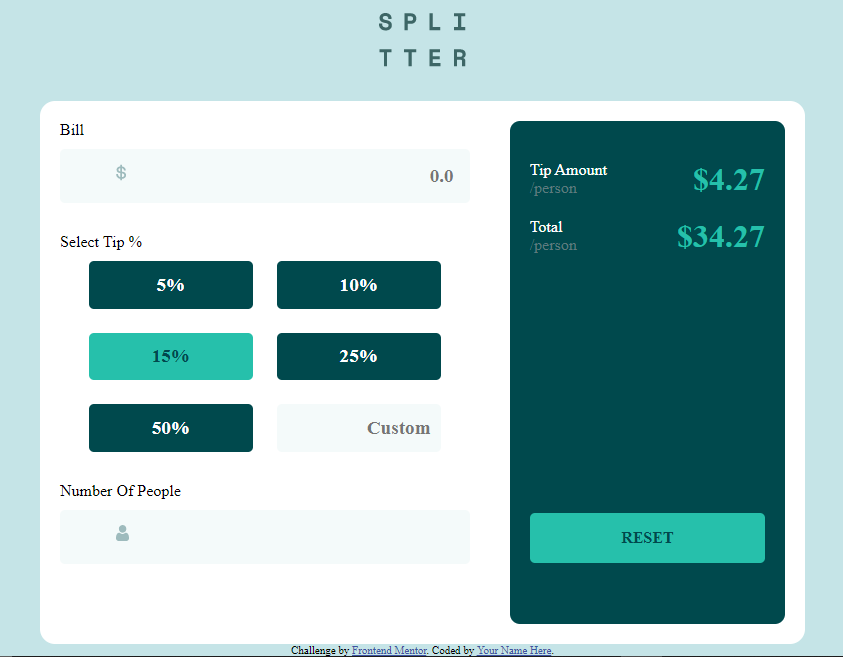 SPLI
TTER
Bill
$
0.0
Select Tip %
5%
10%
15%
25%
50%
Custom
Number Of People
Tip Amount
/person
$4.27
Total
/person
$34.27
RESET
Challenge by Frontend Mentor. Coded by Your Name Here.